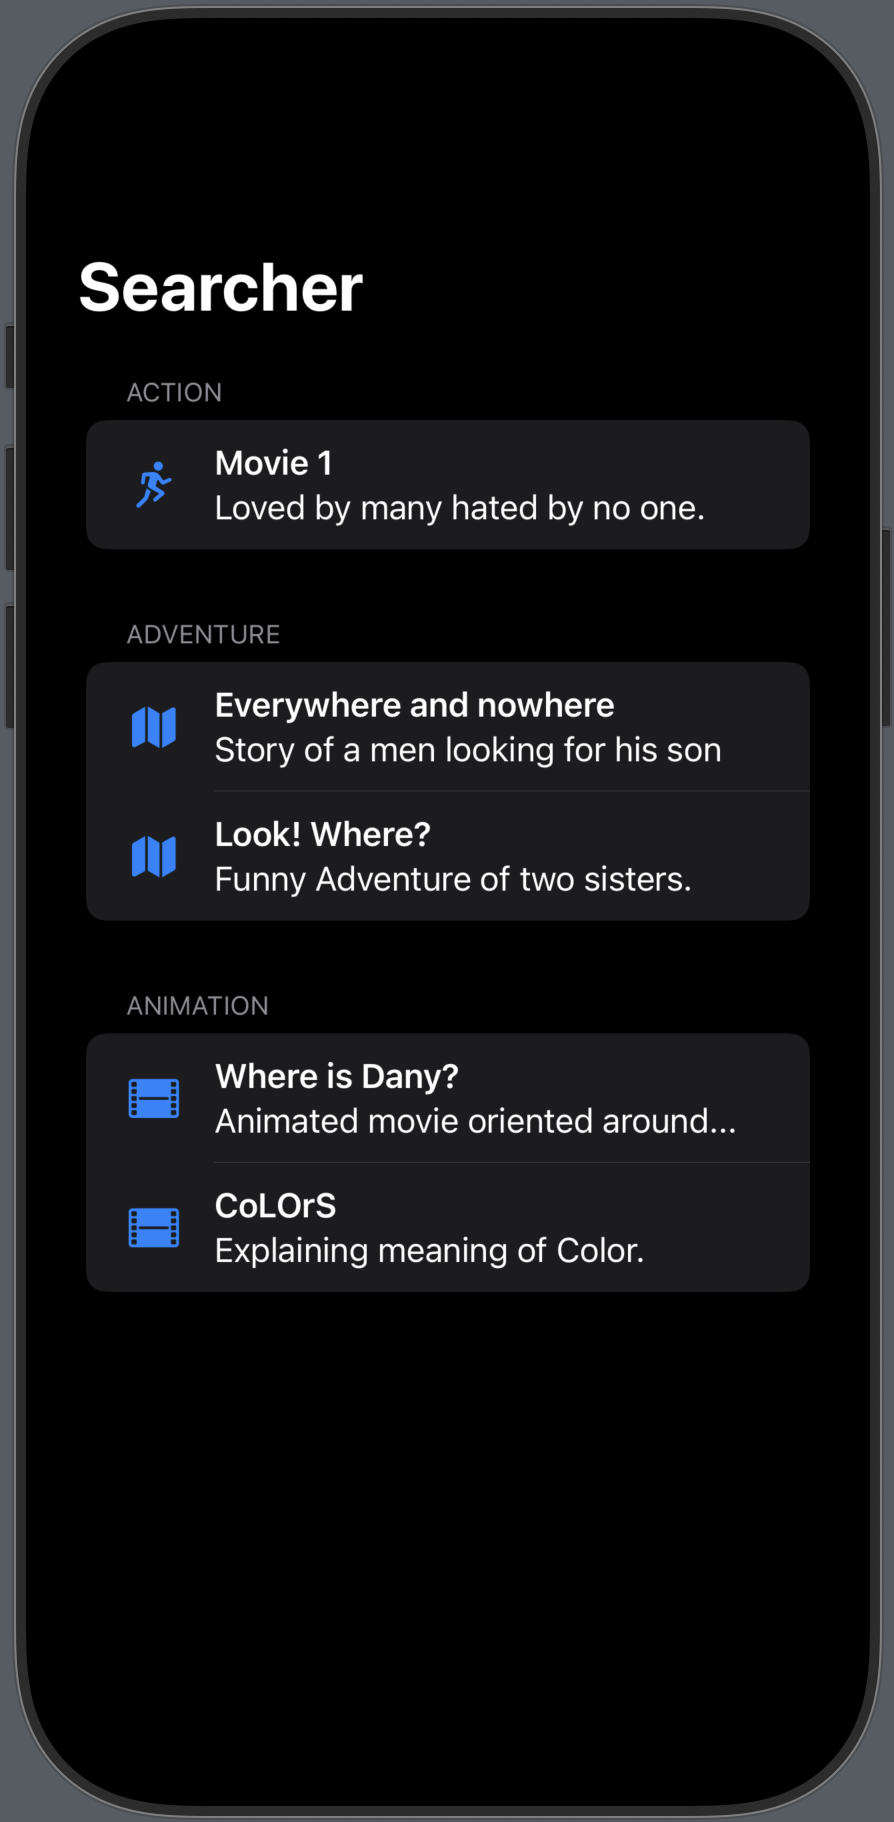 Searcher
ACTION
Movie 1
Loved by many hated by no one.
ADVENTURE
Everywhere and nowhere
Story of a men looking for his son
Look! Where?
Funny Adventure of two sisters.
ANIMATION
Where is Dany?
Animated movie oriented around...
CoLOrS
Explaining meaning of Color.